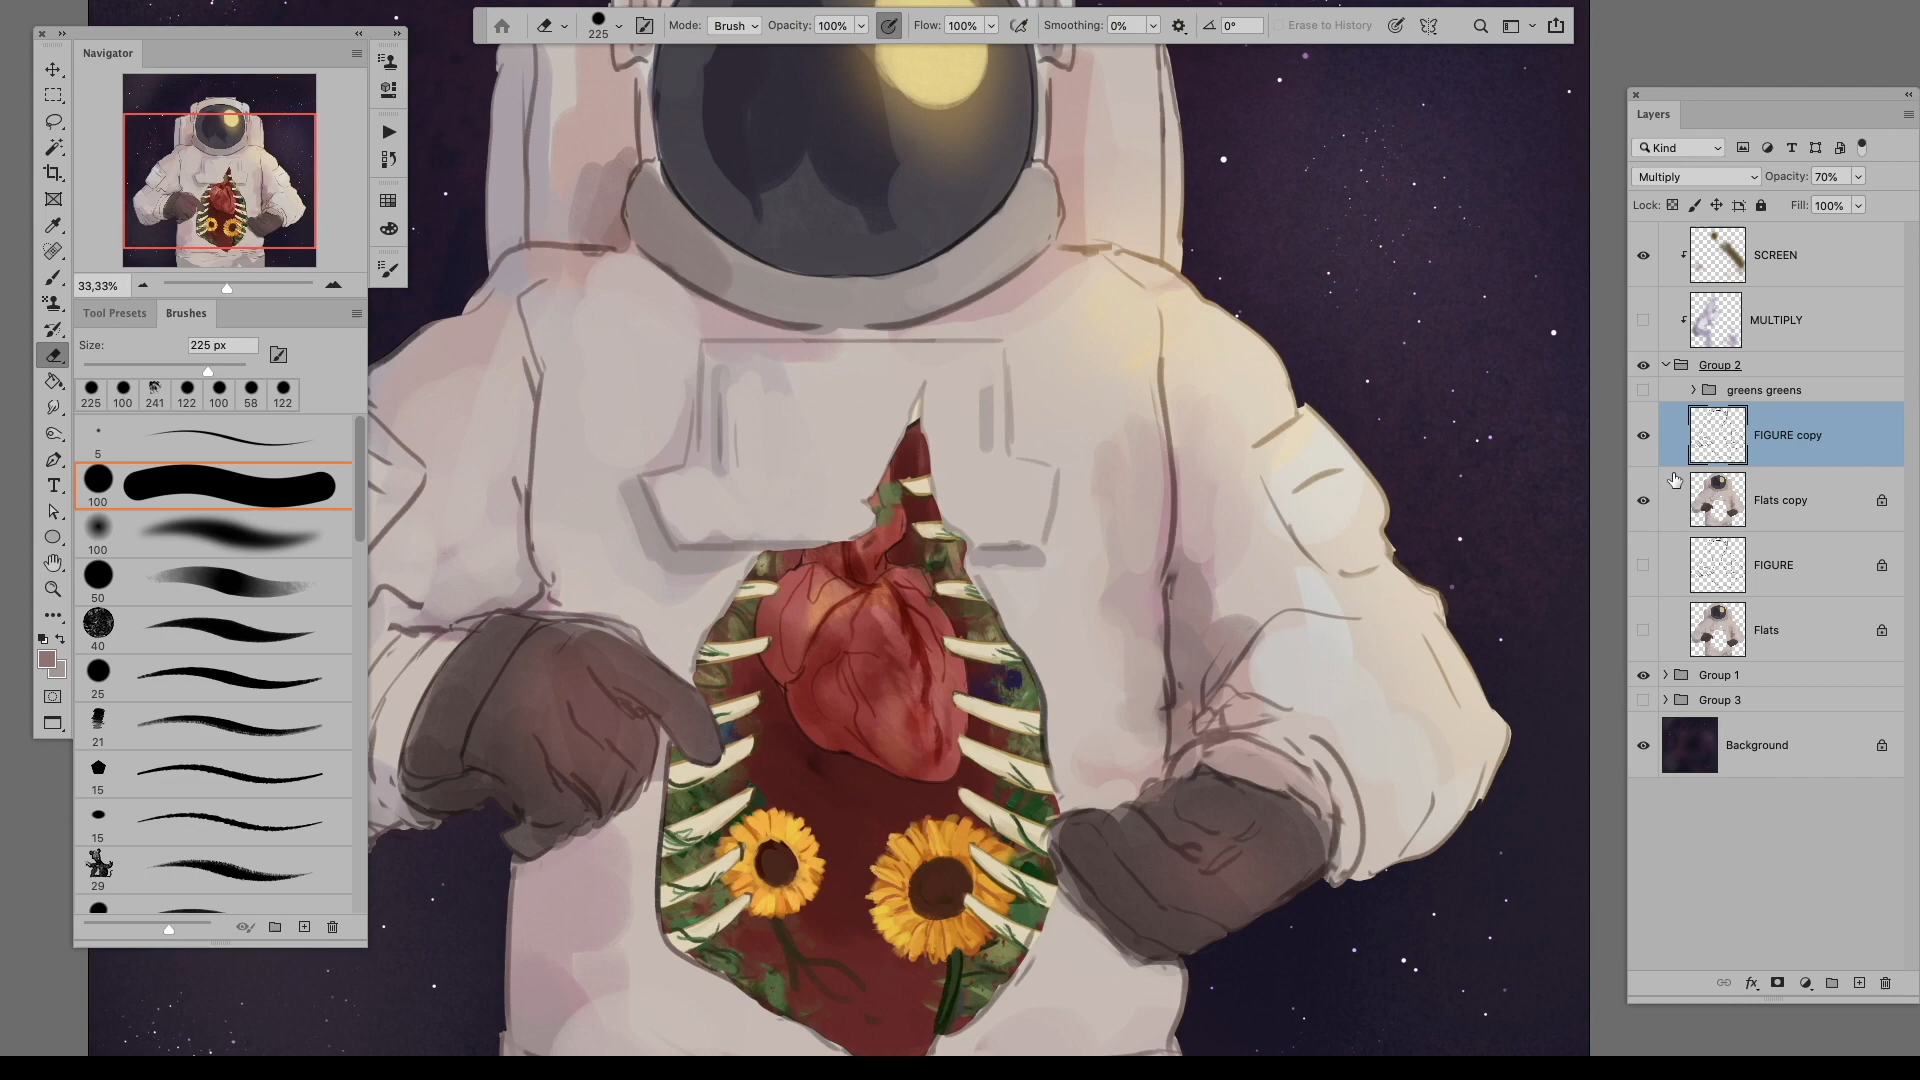 225
Mode: Brush
Opacity: 100%
Flow: 100%
Smoothing: 0%
0°
Erase to History
Navigator
33,33%
Tool Presets
Brushes
Size:
225 px
225 100 241 122 100 58 122
5
100
100
50
40
25
21
15
15
29
Layers
Kind
Multiply
Opacity: 70%
Lock:
Fill: 100%
SCREEN
MULTIPLY
Group 2
greens greens
FIGURE copy
Flats copy
FIGURE
Flats
Group 1
Group 3
Background